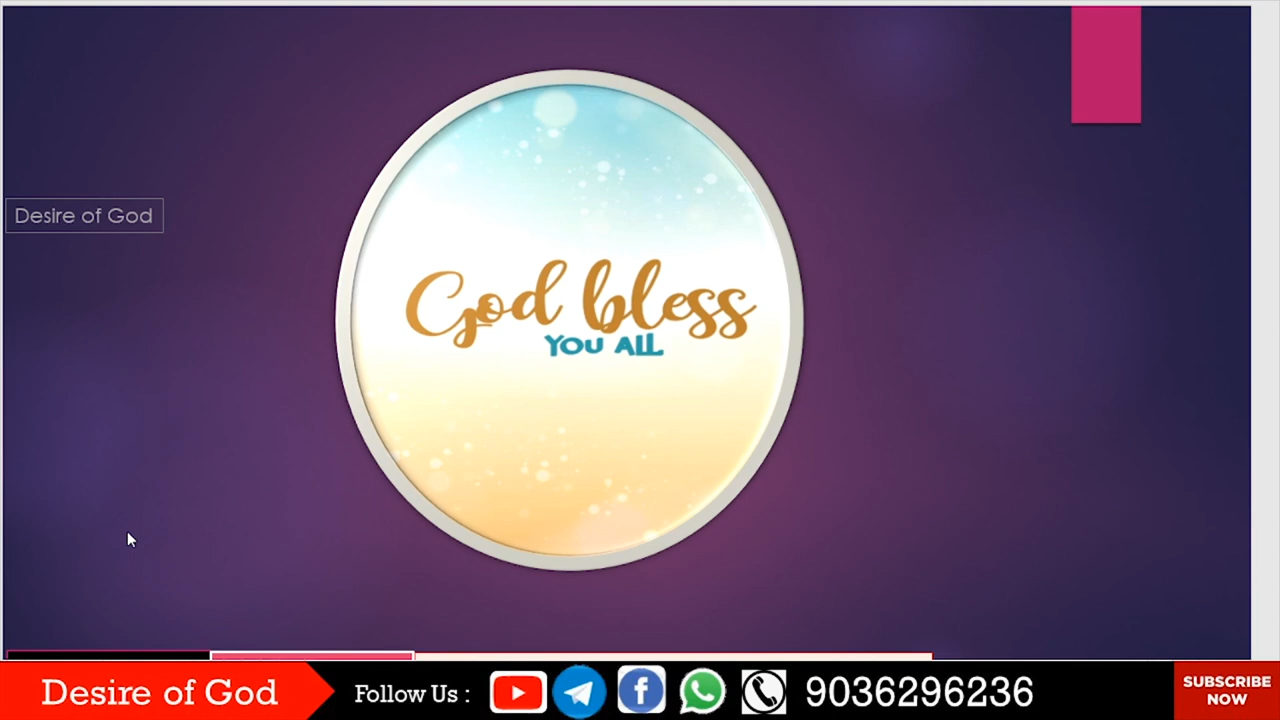 Desire of God
God bless
YOU ALL
Desire of God
Follow Us :
9036296236
SUBSCRIBE
NOW